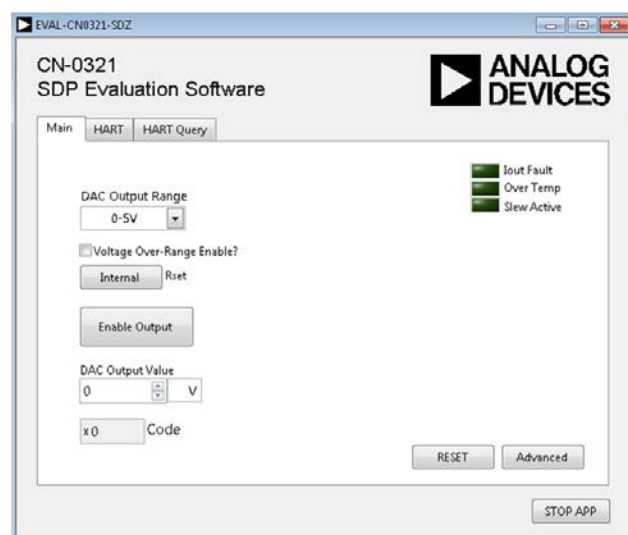 EVAL-CN0321-SDZ
CN-0321
SDP Evaluation Software
ANALOG
DEVICES
Main HART HART Query
Iout Fault
Over Temp
Slew Active
DAC Output Range
0-5V
Voltage Over-Range Enable?
Internal Rset
Enable Output
DAC Output Value
0 V
x 0 Code
RESET Advanced
STOP APP